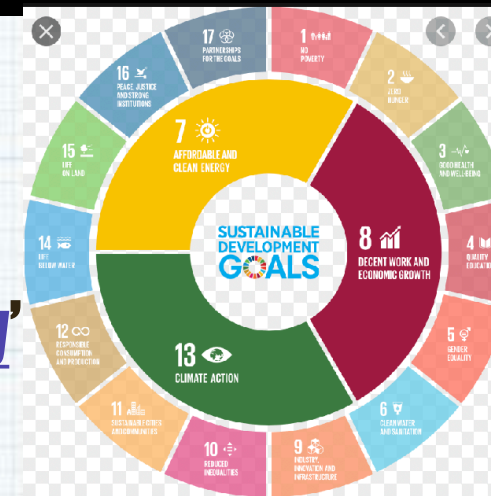 17
PARTNERSHIPS
FOR THE GOALS
1
NO
POVERTY
2
ZERO
HUNGER
3
GOOD HEALTH
AND WELL-BEING
4
QUALITY
EDUCATION
5
GENDER
EQUALITY
6
CLEAN WATER
AND SANITATION
9
INDUSTRY,
INNOVATION AND
INFRASTRUCTURE
10
REDUCED
INEQUALITIES
11
SUSTAINABLE CITIES
AND COMMUNITIES
12
RESPONSIBLE
CONSUMPTION
AND PRODUCTION
14
LIFE
BELOW WATER
15
LIFE
ON LAND
16
PEACE, JUSTICE
AND STRONG
INSTITUTIONS
7
AFFORDABLE AND
CLEAN ENERGY
8
DECENT WORK AND
ECONOMIC GROWTH
13
CLIMATE ACTION
SUSTAINABLE
DEVELOPMENT
GOALS